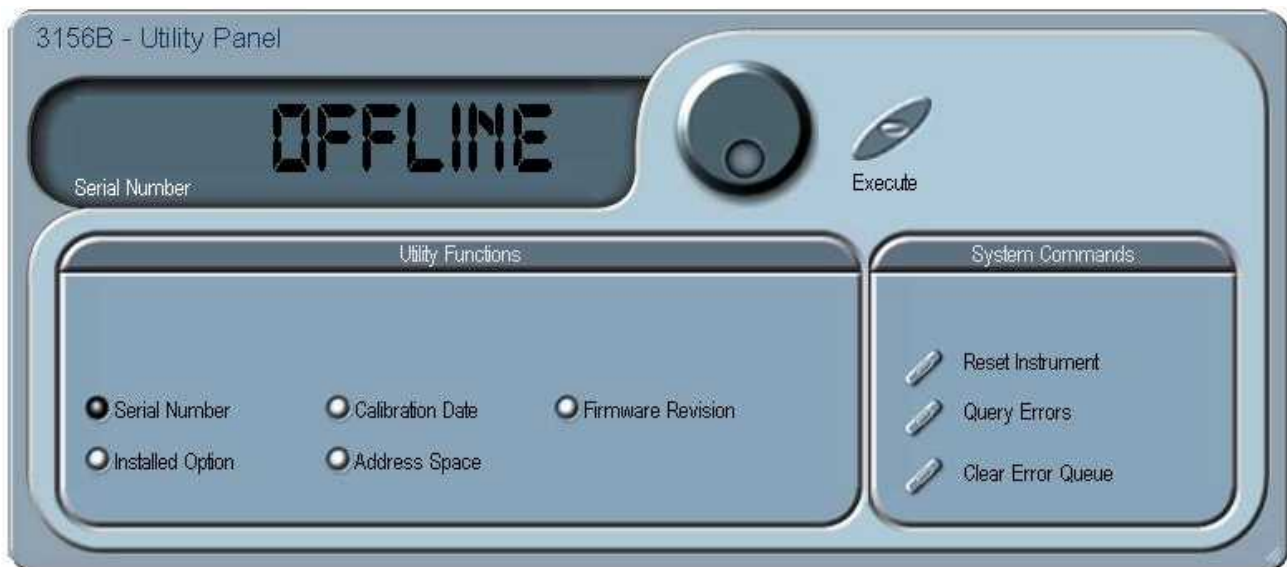 3156B - Utility Panel
OFFLINE
Serial Number
Execute
Utility Functions
Serial Number
Calibration Date
Firmware Revision
Installed Option
Address Space
System Commands
Reset Instrument
Query Errors
Clear Error Queue